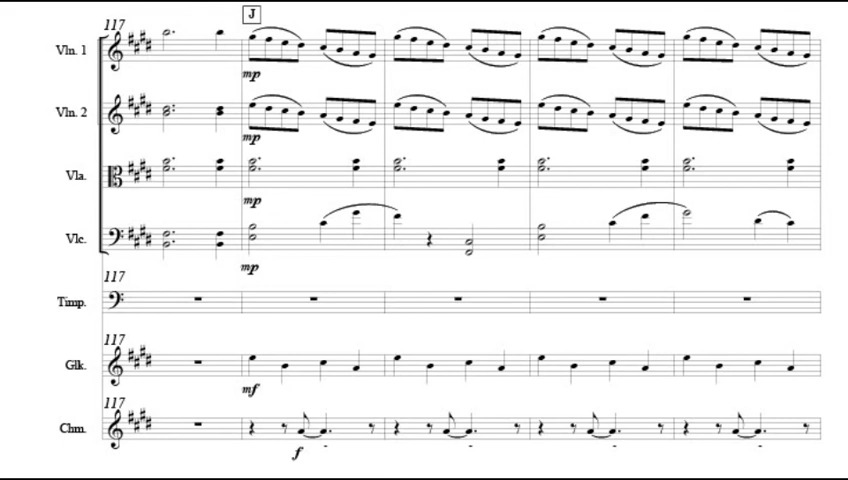 J
117
Vln. 1
mp
Vln. 2
mp
Vla.
mp
Vlc.
mp
117
Timp.
117
Glk.
mf
117
Chm.
f